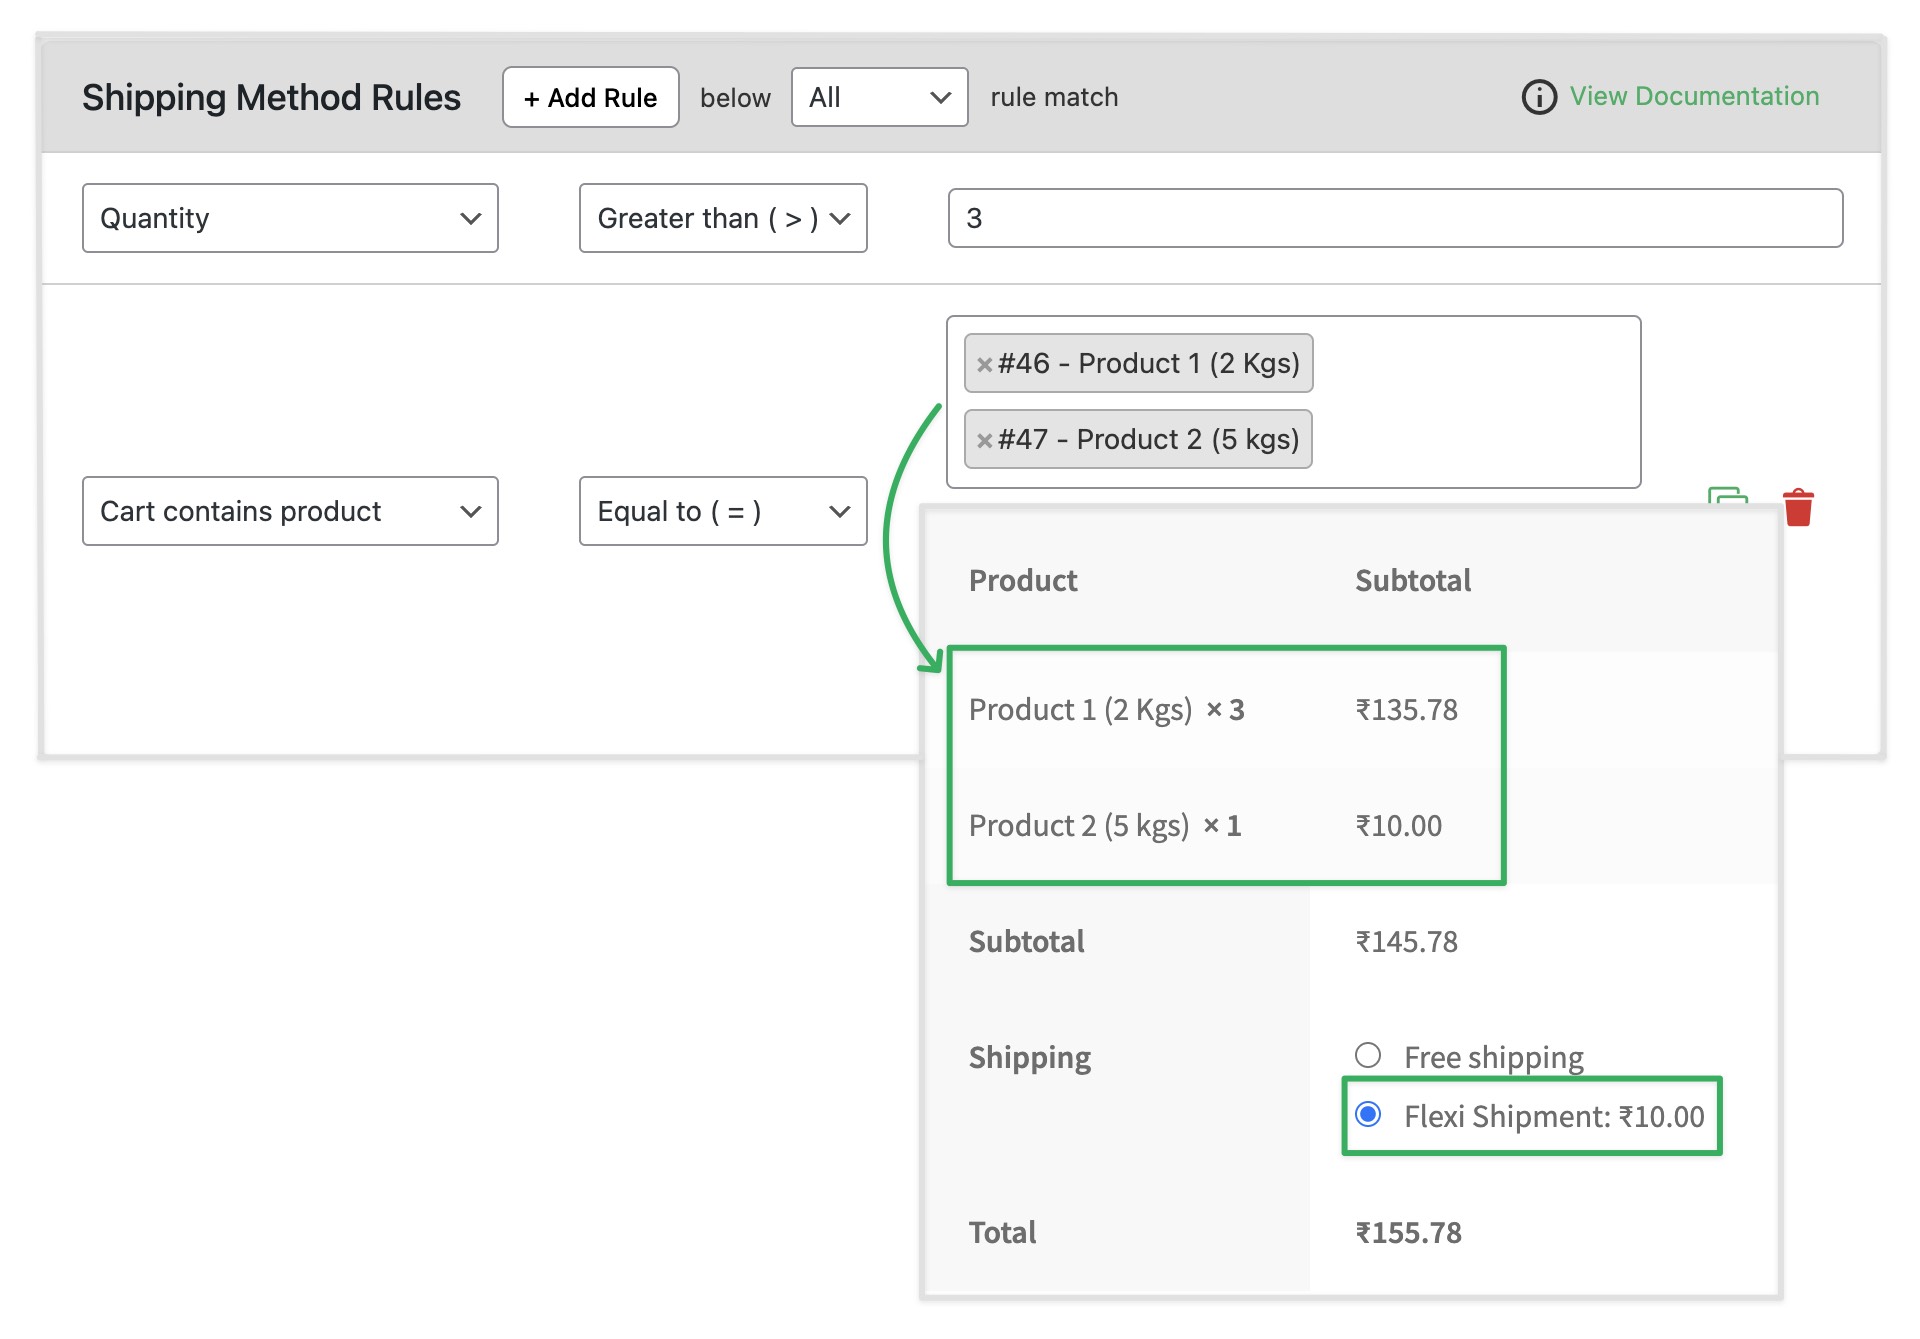 Shipping Method Rules + Add Rule below All rule match View Documentation
Quantity Greater than ( > ) 3
×#46 - Product 1 (2 Kgs)
×#47 - Product 2 (5 kgs)
Cart contains product Equal to ( = )
Product Subtotal
Product 1 (2 Kgs) × 3 ₹135.78
Product 2 (5 kgs) × 1 ₹10.00
Subtotal ₹145.78
Shipping Free shipping
Flexi Shipment: ₹10.00
Total ₹155.78